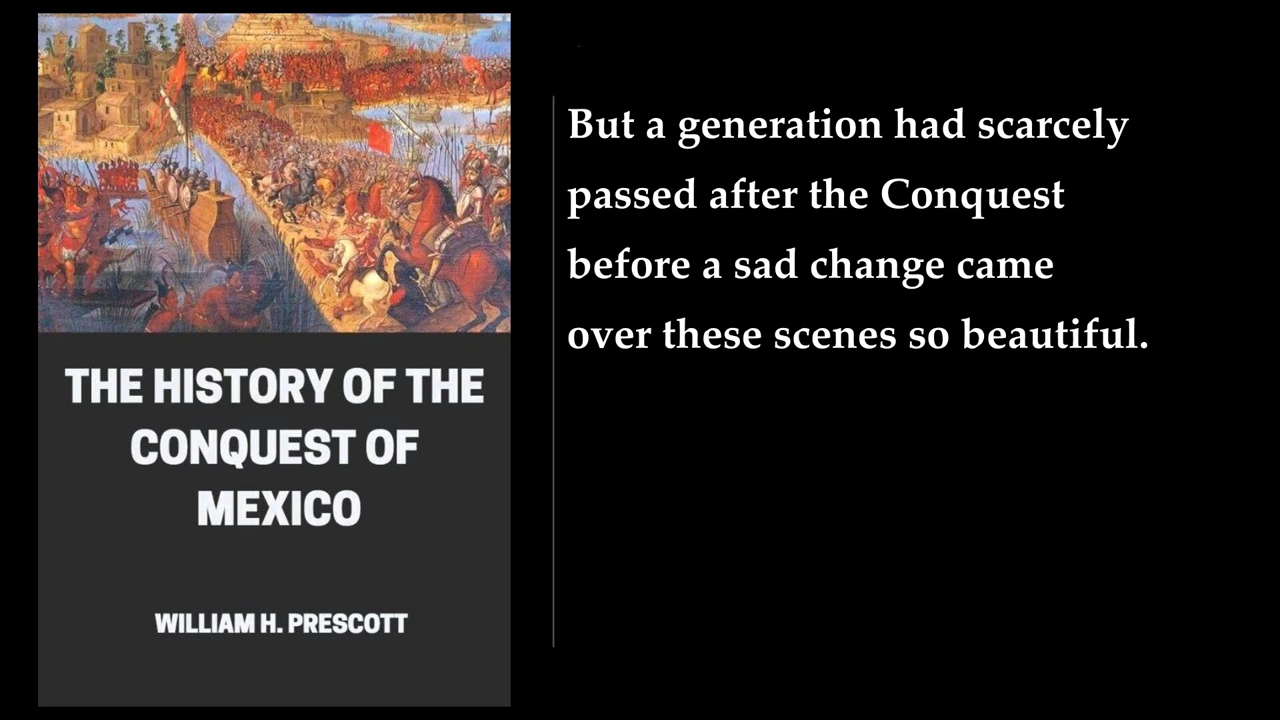 THE HISTORY OF THE
CONQUEST OF
MEXICO
WILLIAM H. PRESCOTT
But a generation had scarcely
passed after the Conquest
before a sad change came
over these scenes so beautiful.